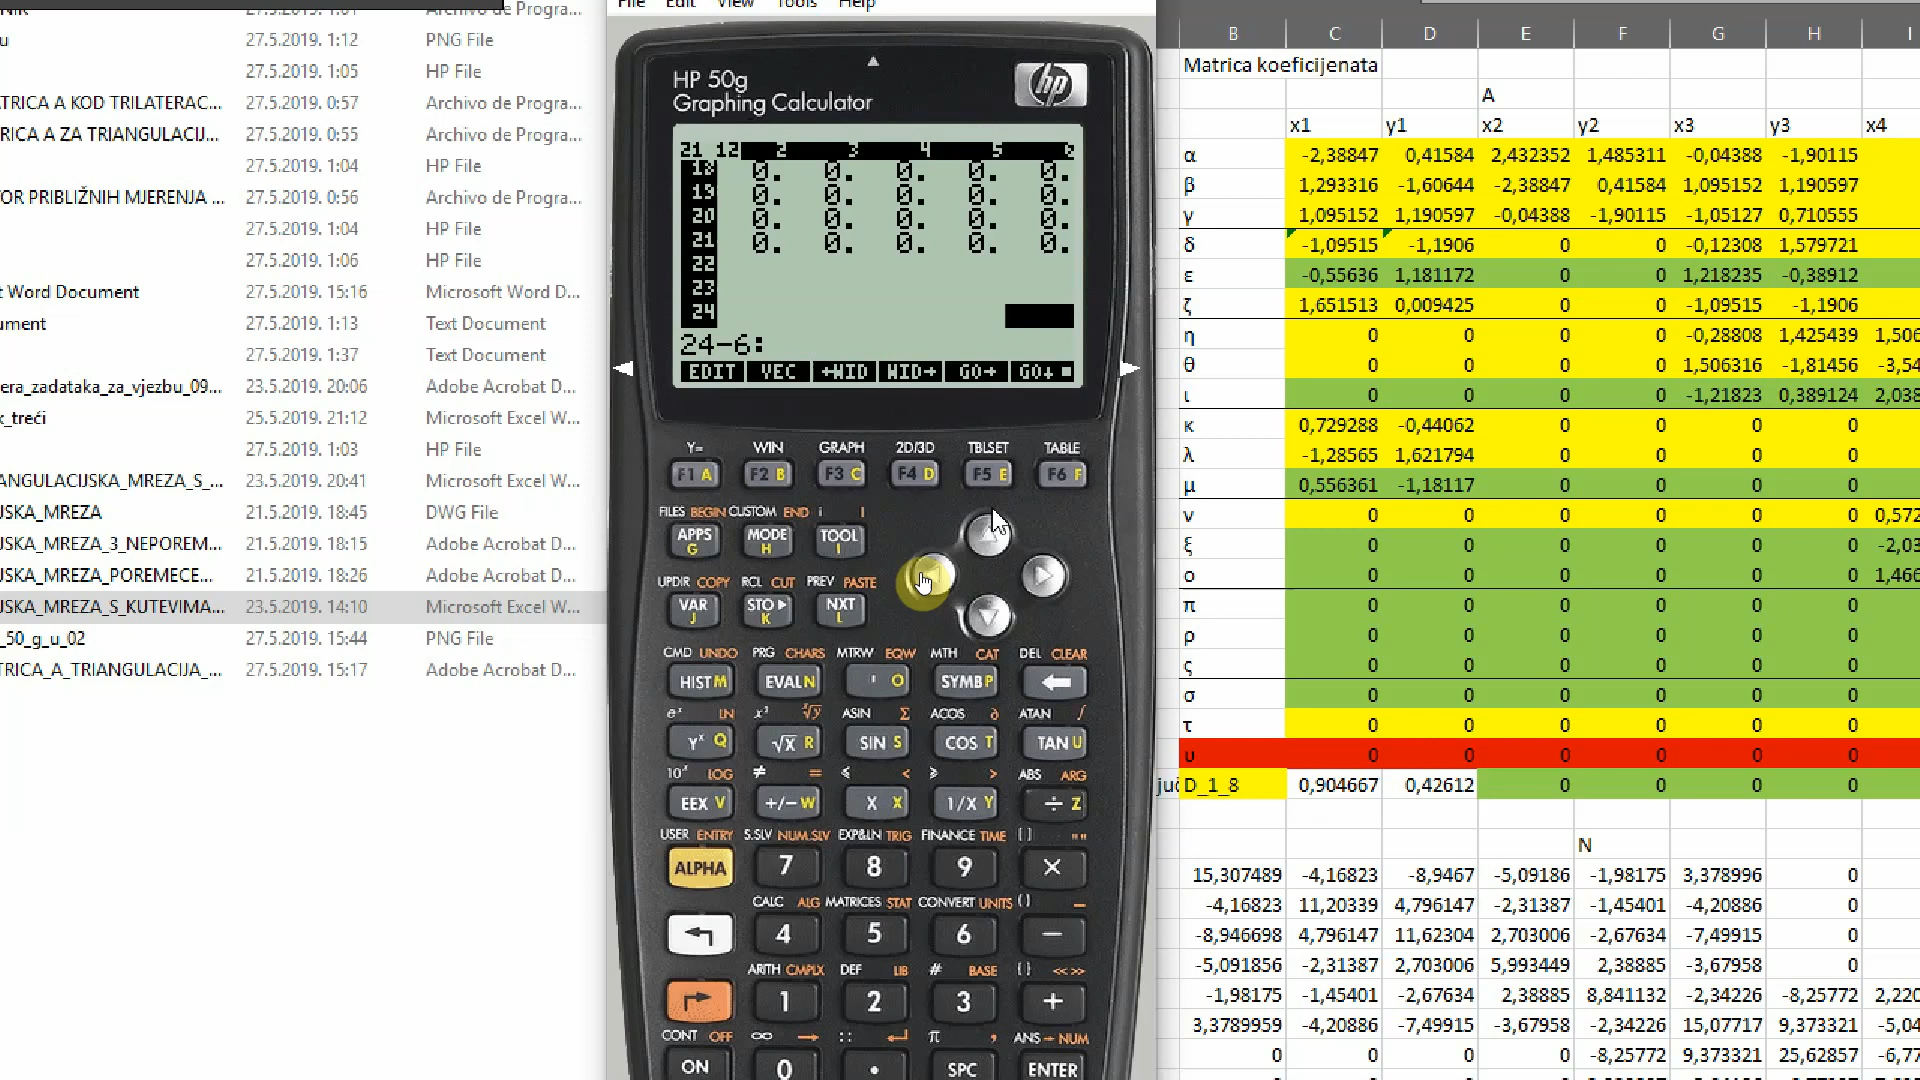 File Edit View Tools Help
27.5.2019. 1:12 PNG File
27.5.2019. 1:05 HP File
TRICA A KOD TRILATERAC... 27.5.2019. 0:57 Archivo de Progra...
RICA A ZA TRIANGULACIJ... 27.5.2019. 0:55 Archivo de Progra...
27.5.2019. 1:04 HP File
TOR PRIBLIŽNIH MJERENJA ... 27.5.2019. 0:56 Archivo de Progra...
27.5.2019. 1:04 HP File
27.5.2019. 1:06 HP File
t Word Document 27.5.2019. 15:16 Microsoft Word D...
ument 27.5.2019. 1:13 Text Document
27.5.2019. 1:37 Text Document
era_zadataka_za_vjezbu_09... 23.5.2019. 20:06 Adobe Acrobat D...
k_treći 25.5.2019. 21:12 Microsoft Excel W...
27.5.2019. 1:03 HP File
ANGULACIJSKA_MREZA_S_... 23.5.2019. 20:41 Microsoft Excel W...
JSKA_MREZA 21.5.2019. 18:45 DWG File
JSKA_MREZA_3_NEPOREM... 21.5.2019. 18:15 Adobe Acrobat D...
JSKA_MREZA_POREMECE... 21.5.2019. 18:26 Adobe Acrobat D...
JSKA_MREZA_S_KUTEVIMA... 23.5.2019. 14:10 Microsoft Excel W...
_50_g_u_02 27.5.2019. 15:44 PNG File
TRICA_A_TRIANGULACIJA_... 27.5.2019. 15:17 Adobe Acrobat D...
HP 50g
Graphing Calculator
hp
21 12 2 3 4 5
18 0. 0. 0. 0. 0.
19 0. 0. 0. 0. 0.
20 0. 0. 0. 0. 0.
21 0. 0. 0. 0. 0.
22
23
24
24-6:
EDIT VEC ←WID WID→ GO→ GO↓
Y= WIN GRAPH 2D/3D TBLSET TABLE
F1 A F2 B F3 C F4 D F5 E F6 F
FILES BEGIN CUSTOM END i I
APPS G MODE H TOOL I
UPDIR COPY RCL CUT PREV PASTE
VAR J STO▶ K NXT L
CMD UNDO PRG CHARS MTRW EQW MTH CAT DEL CLEAR
HIST M EVAL N ' O SYMB P ←
eˣ LN x² ˣ√y ASIN Σ ACOS ∂ ATAN ∫
Yˣ Q √X R SIN S COS T TAN U
10ˣ LOG ≠ = ≤ < ≥ > ABS ARG
EEX V +/− W X X 1/X Y ÷ Z
USER ENTRY S.SLV NUM.SLV EXP&LN TRIG FINANCE TIME [ ] " "
ALPHA 7 8 9 ×
CALC ALG MATRICES STAT CONVERT UNITS ( ) _
4 5 6 −
ARITH CMPLX DEF LIB # BASE { } « »
1 2 3 +
CONT OFF ∞ → : : ↵ π , ANS →NUM
ON 0 . SPC ENTER
B C D E F G H I
Matrica koeficijenata
A
x1 y1 x2 y2 x3 y3 x4
α -2,38847 0,41584 2,432352 1,485311 -0,04388 -1,90115
β 1,293316 -1,60644 -2,38847 0,41584 1,095152 1,190597
γ 1,095152 1,190597 -0,04388 -1,90115 -1,05127 0,710555
δ -1,09515 -1,1906 0 0 -0,12308 1,579721
ε -0,55636 1,181172 0 0 1,218235 -0,38912
ζ 1,651513 0,009425 0 0 -1,09515 -1,1906
η 0 0 0 0 -0,28808 1,425439 1,506
θ 0 0 0 0 1,506316 -1,81456 -3,54
ι 0 0 0 0 -1,21823 0,389124 2,038
κ 0,729288 -0,44062 0 0 0 0
λ -1,28565 1,621794 0 0 0 0
μ 0,556361 -1,18117 0 0 0 0
ν 0 0 0 0 0 0 0,572
ξ 0 0 0 0 0 0 -2,03
ο 0 0 0 0 0 0 1,466
π 0 0 0 0 0 0
ρ 0 0 0 0 0 0
ς 0 0 0 0 0 0
σ 0 0 0 0 0 0
τ 0 0 0 0 0 0
υ 0 0 0 0 0 0
D_1_8 0,904667 0,42612 0 0 0 0
N
15,307489 -4,16823 -8,9467 -5,09186 -1,98175 3,378996 0
-4,16823 11,20339 4,796147 -2,31387 -1,45401 -4,20886 0
-8,946698 4,796147 11,62304 2,703006 -2,67634 -7,49915 0
-5,091856 -2,31387 2,703006 5,993449 2,38885 -3,67958 0
-1,98175 -1,45401 -2,67634 2,38885 8,841132 -2,34226 -8,25772 2,220
3,3789959 -4,20886 -7,49915 -3,67958 -2,34226 15,07717 9,373321 -5,04
0 0 0 0 -8,25772 9,373321 25,62857 -6,77